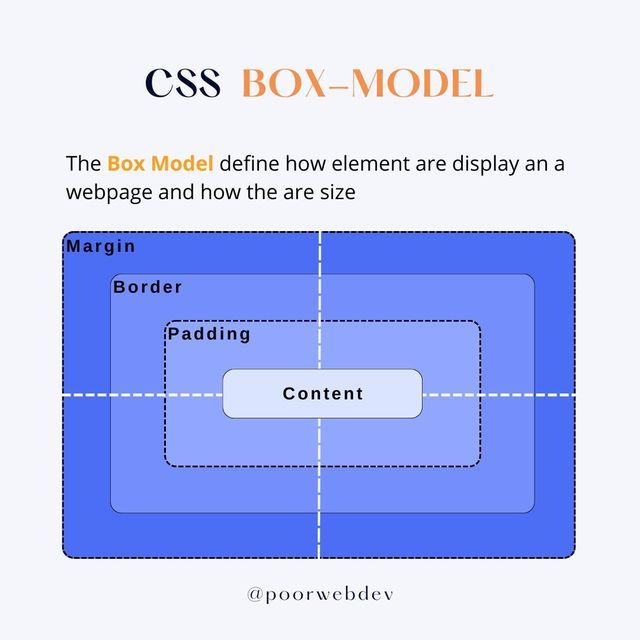 CSS BOX-MODEL
The Box Model define how element are display an a
webpage and how the are size
Margin
Border
Padding
Content
@poorwebdev